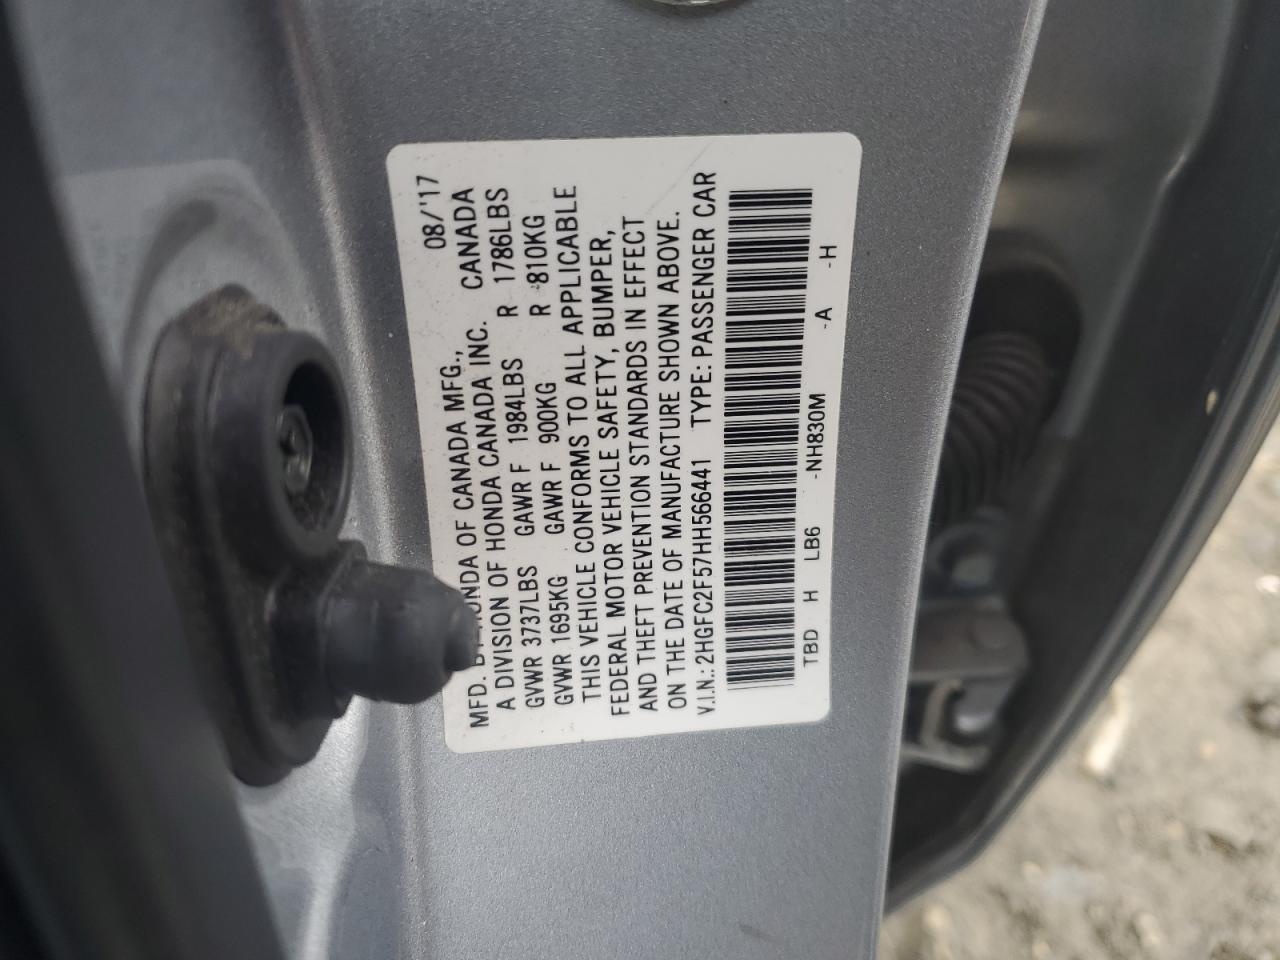 08/'17
MFD. BY HONDA OF CANADA MFG.,
A DIVISION OF HONDA CANADA INC. CANADA
GVWR 3737LBS GAWR F 1984LBS R 1786LBS
GVWR 1695KG GAWR F 900KG R 810KG
THIS VEHICLE CONFORMS TO ALL APPLICABLE
FEDERAL MOTOR VEHICLE SAFETY, BUMPER,
AND THEFT PREVENTION STANDARDS IN EFFECT
ON THE DATE OF MANUFACTURE SHOWN ABOVE.
V.I.N.: 2HGFC2F57HH566441 TYPE: PASSENGER CAR
TBD H LB6 -NH830M -A -H